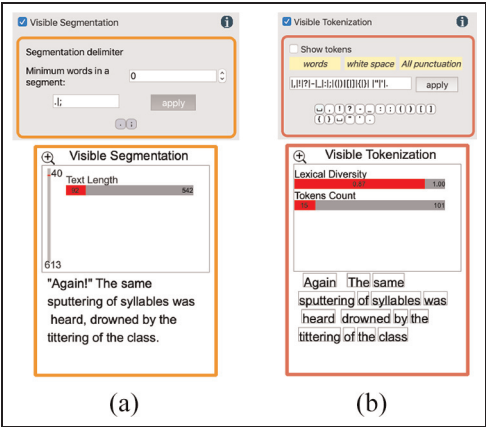 Visible Segmentation
Segmentation delimiter
Minimum words in a
segment:
0
.|;
apply
. ;
Visible Segmentation
40
Text Length
92
542
613
"Again!" The same
sputtering of syllables was
heard, drowned by the
tittering of the class.
(a)
Visible Tokenization
Show tokens
words white space All punctuation
apply
Visible Tokenization
Lexical Diversity
1.00
Tokens Count
15
101
Again The same
sputtering of syllables was
heard drowned by the
tittering of the class
(b)